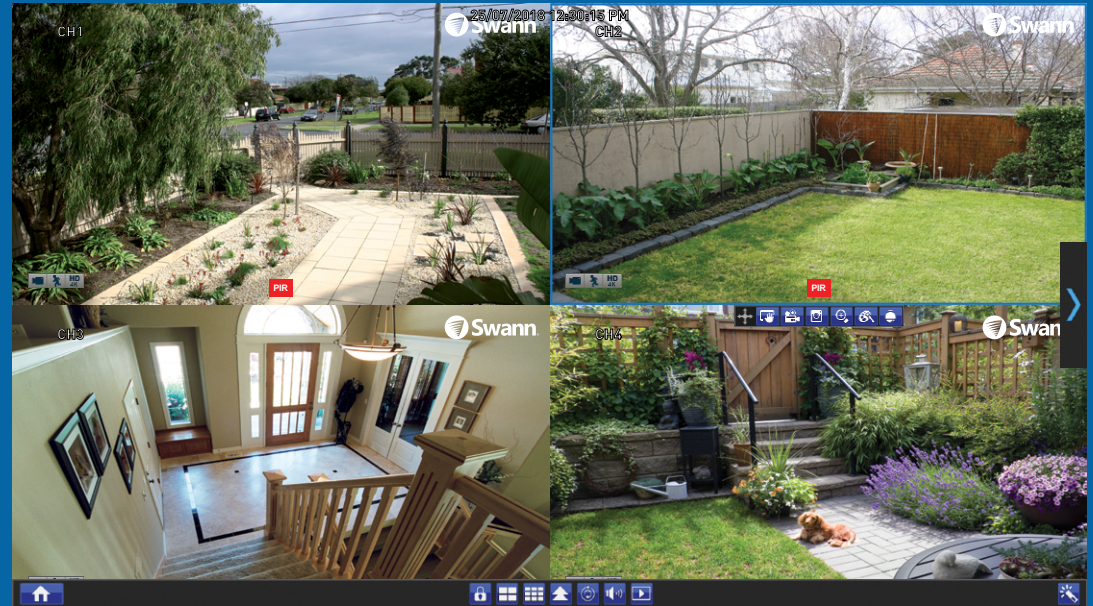 25/07/2018 12:30:15 PM
CH1
Swann
CH2
Swann
HD
4K
PIR
HD
4K
PIR
CH3
Swann
CH4
Swann